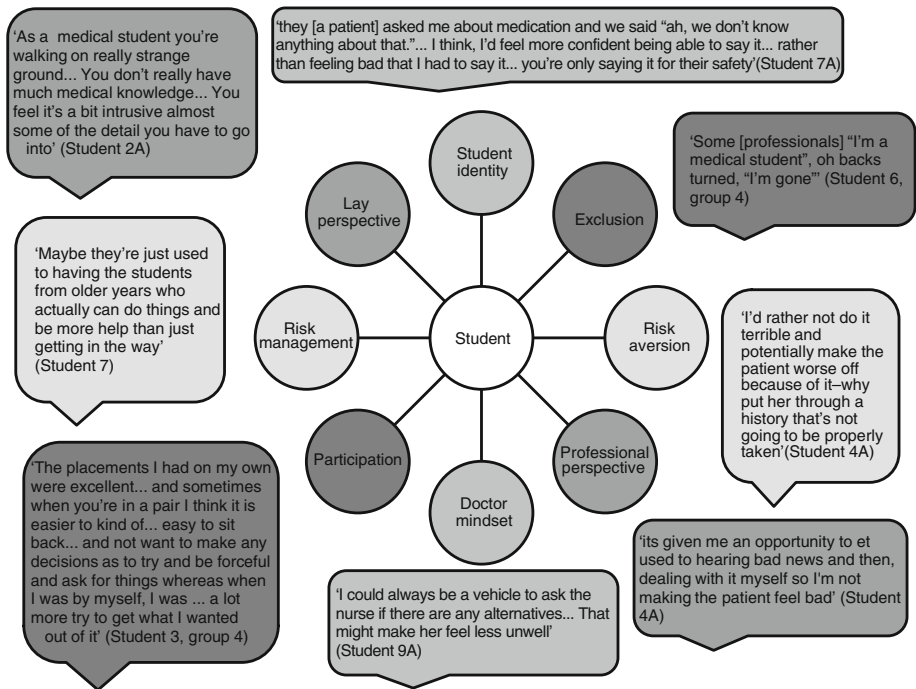 ‘As a medical student you’re
walking on really strange
ground... You don’t really have
much medical knowledge... You
feel it’s a bit intrusive almost
some of the detail you have to go
into’ (Student 2A)
‘they [a patient] asked me about medication and we said “ah, we don’t know
anything about that.”... I think, I’d feel more confident being able to say it... rather
than feeling bad that I had to say it... you’re only saying it for their safety’(Student 7A)
‘Some [professionals] “I’m a
medical student”, oh backs
turned, “I’m gone”’ (Student 6,
group 4)
Student
identity
Lay
perspective
Exclusion
‘Maybe they’re just used
to having the students
from older years who
actually can do things and
be more help than just
getting in the way’
(Student 7)
Risk
management
Student
Risk
aversion
‘I’d rather not do it
terrible and
potentially make the
patient worse off
because of it–why
put her through a
history that’s not
going to be properly
taken’(Student 4A)
Participation
Professional
perspective
Doctor
mindset
‘The placements I had on my own
were excellent... and sometimes
when you’re in a pair I think it is
easier to kind of... easy to sit
back... and not want to make any
decisions as to try and be forceful
and ask for things whereas when
I was by myself, I was ... a lot
more try to get what I wanted
out of it’ (Student 3, group 4)
‘I could always be a vehicle to ask the
nurse if there are any alternatives... That
might make her feel less unwell’
(Student 9A)
‘its given me an opportunity to et
used to hearing bad news and then,
dealing with it myself so I'm not
making the patient feel bad’ (Student
4A)